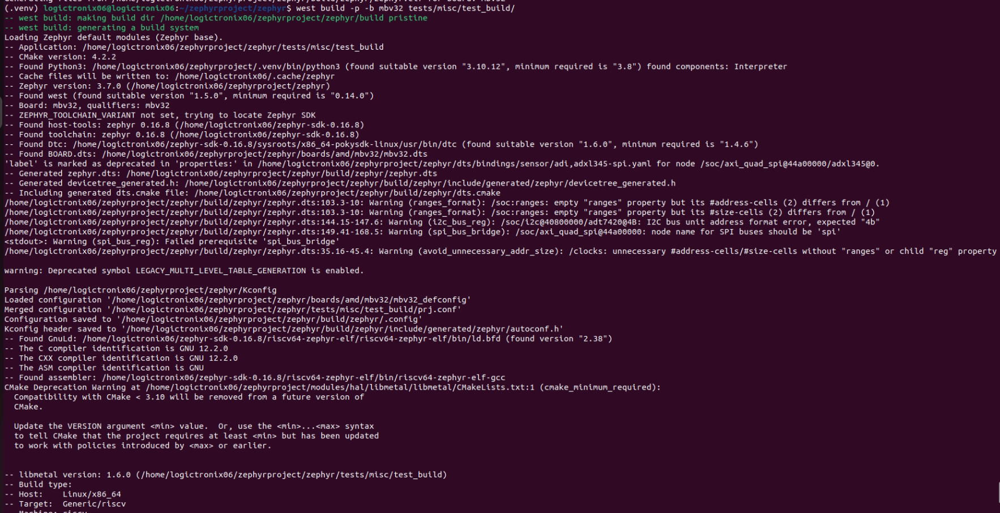 (.venv) logictronix06@logictronix06:~/zephyrproject/zephyr$ west build -p -b mbv32 tests/misc/test_build/
-- west build: making build dir /home/logictronix06/zephyrproject/zephyr/build pristine
-- west build: generating a build system
Loading Zephyr default modules (Zephyr base).
-- Application: /home/logictronix06/zephyrproject/zephyr/tests/misc/test_build
-- CMake version: 4.2.2
-- Found Python3: /home/logictronix06/zephyrproject/.venv/bin/python3 (found suitable version "3.10.12", minimum required is "3.8") found components: Interpreter
-- Cache files will be written to: /home/logictronix06/.cache/zephyr
-- Zephyr version: 3.7.0 (/home/logictronix06/zephyrproject/zephyr)
-- Found west (found suitable version "1.5.0", minimum required is "0.14.0")
-- Board: mbv32, qualifiers: mbv32
-- ZEPHYR_TOOLCHAIN_VARIANT not set, trying to locate Zephyr SDK
-- Found host-tools: zephyr 0.16.8 (/home/logictronix06/zephyr-sdk-0.16.8)
-- Found toolchain: zephyr 0.16.8 (/home/logictronix06/zephyr-sdk-0.16.8)
-- Found Dtc: /home/logictronix06/zephyr-sdk-0.16.8/sysroots/x86_64-pokysdk-linux/usr/bin/dtc (found suitable version "1.6.0", minimum required is "1.4.6")
-- Found BOARD.dts: /home/logictronix06/zephyrproject/zephyr/boards/amd/mbv32/mbv32.dts
'label' is marked as deprecated in 'properties:' in /home/logictronix06/zephyrproject/zephyr/dts/bindings/sensor/adi,adxl345-spi.yaml for node /soc/axi_quad_spi@44a00000/adxl345@0.
-- Generated zephyr.dts: /home/logictronix06/zephyrproject/zephyr/build/zephyr/zephyr.dts
-- Generated devicetree_generated.h: /home/logictronix06/zephyrproject/zephyr/build/zephyr/include/generated/zephyr/devicetree_generated.h
-- Including generated dts.cmake file: /home/logictronix06/zephyrproject/zephyr/build/zephyr/dts.cmake
/home/logictronix06/zephyrproject/zephyr/build/zephyr/zephyr.dts:103.3-10: Warning (ranges_format): /soc:ranges: empty "ranges" property but its #address-cells (2) differs from / (1)
/home/logictronix06/zephyrproject/zephyr/build/zephyr/zephyr.dts:103.3-10: Warning (ranges_format): /soc:ranges: empty "ranges" property but its #size-cells (2) differs from / (1)
/home/logictronix06/zephyrproject/zephyr/build/zephyr/zephyr.dts:144.15-147.6: Warning (i2c_bus_reg): /soc/i2c@40800000/adt7420@4B: I2C bus unit address format error, expected "4b"
/home/logictronix06/zephyrproject/zephyr/build/zephyr/zephyr.dts:149.41-168.5: Warning (spi_bus_bridge): /soc/axi_quad_spi@44a00000: node name for SPI buses should be 'spi'
<stdout>: Warning (spi_bus_reg): Failed prerequisite 'spi_bus_bridge'
/home/logictronix06/zephyrproject/zephyr/build/zephyr/zephyr.dts:35.16-45.4: Warning (avoid_unnecessary_addr_size): /clocks: unnecessary #address-cells/#size-cells without "ranges" or child "reg" property
warning: Deprecated symbol LEGACY_MULTI_LEVEL_TABLE_GENERATION is enabled.
Parsing /home/logictronix06/zephyrproject/zephyr/Kconfig
Loaded configuration '/home/logictronix06/zephyrproject/zephyr/boards/amd/mbv32/mbv32_defconfig'
Merged configuration '/home/logictronix06/zephyrproject/zephyr/tests/misc/test_build/prj.conf'
Configuration saved to '/home/logictronix06/zephyrproject/zephyr/build/zephyr/.config'
Kconfig header saved to '/home/logictronix06/zephyrproject/zephyr/build/zephyr/include/generated/zephyr/autoconf.h'
-- Found GnuLd: /home/logictronix06/zephyr-sdk-0.16.8/riscv64-zephyr-elf/riscv64-zephyr-elf/bin/ld.bfd (found version "2.38")
-- The C compiler identification is GNU 12.2.0
-- The CXX compiler identification is GNU 12.2.0
-- The ASM compiler identification is GNU
-- Found assembler: /home/logictronix06/zephyr-sdk-0.16.8/riscv64-zephyr-elf/bin/riscv64-zephyr-elf-gcc
CMake Deprecation Warning at /home/logictronix06/zephyrproject/modules/hal/libmetal/libmetal/CMakeLists.txt:1 (cmake_minimum_required):
Compatibility with CMake < 3.10 will be removed from a future version of
CMake.
Update the VERSION argument <min> value.  Or, use the <min>...<max> syntax
to tell CMake that the project requires at least <min> but has been updated
to work with policies introduced by <max> or earlier.
-- libmetal version: 1.6.0 (/home/logictronix06/zephyrproject/zephyr/tests/misc/test_build)
-- Build type:
-- Host:    Linux/x86_64
-- Target:  Generic/riscv
-- Machine: riscv